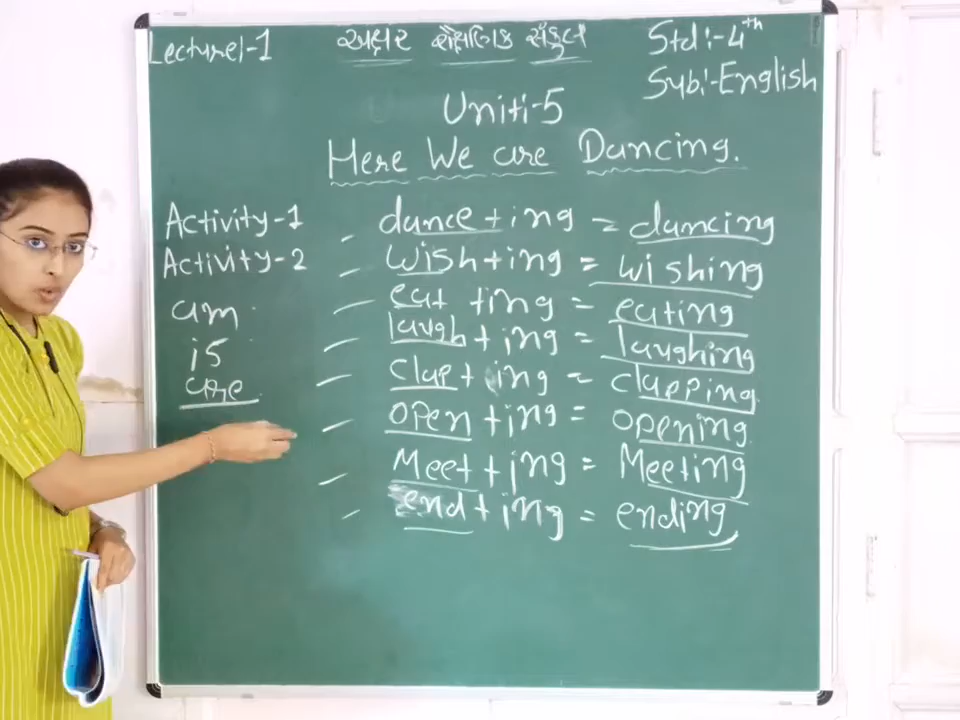 Lecture:-1
અક્ષર શૈક્ષણિક સંકુલ
Std:-4th
Sub:-English
Unit:-5
Here We are Dancing.
Activity-1
Activity-2
am
is
are
- dance + ing = dancing
- wish + ing = wishing
- eat + ing = eating
- laugh + ing = laughing
- clap + ing = clapping
- open + ing = opening
- Meet + ing = Meeting
- end + ing = ending